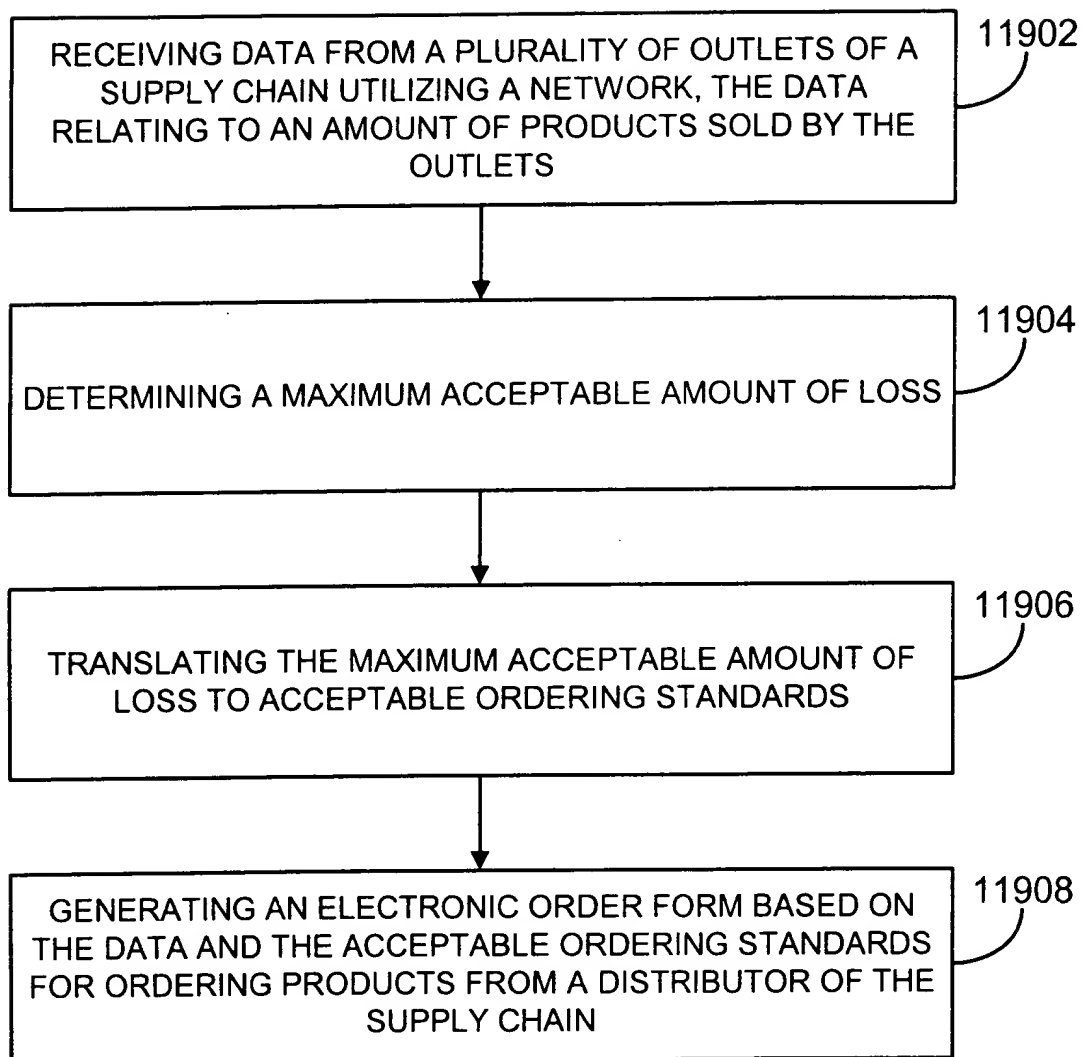 RECEIVING DATA FROM A PLURALITY OF OUTLETS OF A
SUPPLY CHAIN UTILIZING A NETWORK, THE DATA
RELATING TO AN AMOUNT OF PRODUCTS SOLD BY THE
OUTLETS
11902
DETERMINING A MAXIMUM ACCEPTABLE AMOUNT OF LOSS
11904
TRANSLATING THE MAXIMUM ACCEPTABLE AMOUNT OF
LOSS TO ACCEPTABLE ORDERING STANDARDS
11906
GENERATING AN ELECTRONIC ORDER FORM BASED ON
THE DATA AND THE ACCEPTABLE ORDERING STANDARDS
FOR ORDERING PRODUCTS FROM A DISTRIBUTOR OF THE
SUPPLY CHAIN
11908